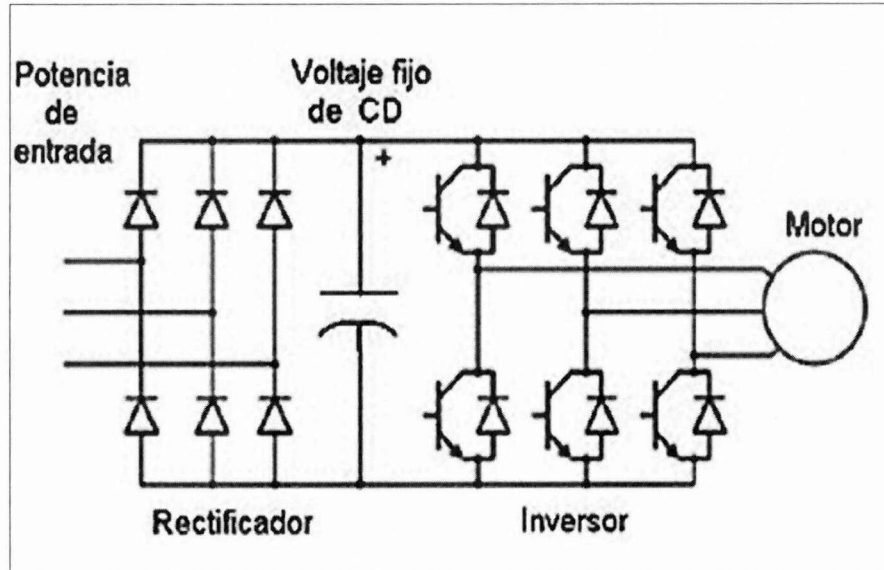 Potencia
de
entrada
Voltaje fijo
de CD
+
Motor
Rectificador
Inversor